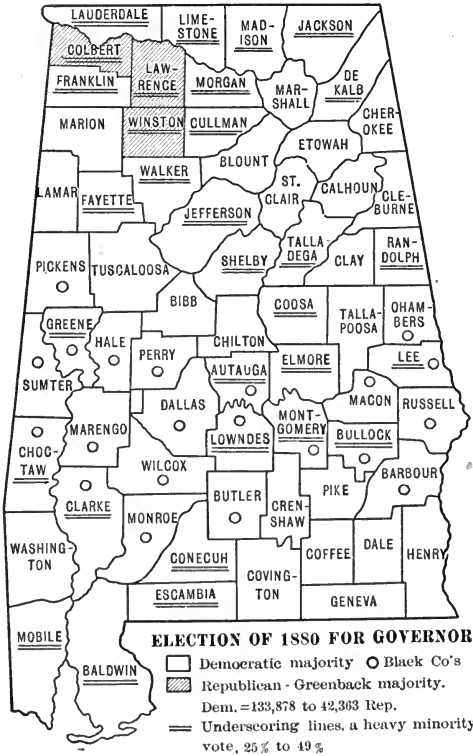 LAUDERDALE
LIME-
STONE
MAD-
ISON
JACKSON
COLBERT
FRANKLIN
LAW-
RENCE
MORGAN
MAR-
SHALL
DE
KALB
CHER-
OKEE
MARION
WINSTON
CULLMAN
ETOWAH
BLOUNT
WALKER
LAMAR
FAYETTE
JEFFERSON
ST.
CLAIR
CALHOUN
CLE-
BURNE
PICKENS
TUSCALOOSA
SHELBY
TALLA-
DEGA
CLAY
RAN-
DOLPH
BIBB
COOSA
TALLA-
POOSA
OHAM-
BERS
GREENE
HALE
PERRY
CHILTON
AUTAUGA
ELMORE
LEE
SUMTER
MARENGO
DALLAS
LOWNDES
MONT-
GOMERY
MACON
RUSSELL
BULLOCK
CHOC-
TAW
WILCOX
BUTLER
CREN-
SHAW
PIKE
BARBOUR
CLARKE
MONROE
WASHING-
TON
CONECUH
COVING-
TON
COFFEE
DALE
HENRY
ESCAMBIA
GENEVA
MOBILE
BALDWIN
ELECTION OF 1880 FOR GOVERNOR
Democratic majority Black Co's
Republican - Greenback majority.
Dem. = 133,878 to 42,363 Rep.
Underscoring lines, a heavy minority
vote, 25% to 49%